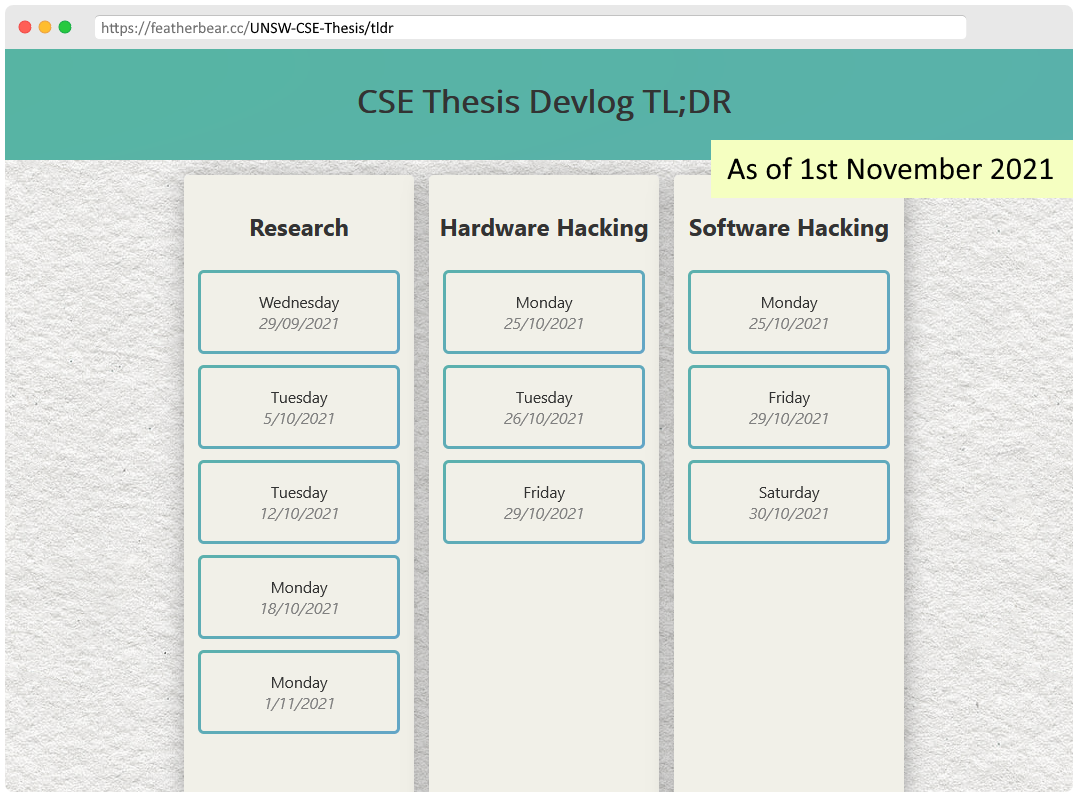 https://featherbear.cc/UNSW-CSE-Thesis/tldr
CSE Thesis Devlog TL;DR
As of 1st November 2021
Research
Wednesday
29/09/2021
Tuesday
5/10/2021
Tuesday
12/10/2021
Monday
18/10/2021
Monday
1/11/2021
Hardware Hacking
Monday
25/10/2021
Tuesday
26/10/2021
Friday
29/10/2021
Software Hacking
Monday
25/10/2021
Friday
29/10/2021
Saturday
30/10/2021